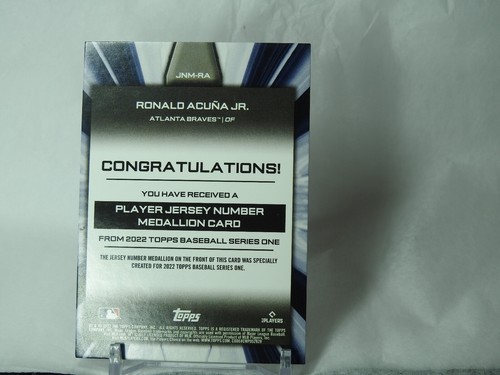 JNM-RA
RONALD ACUÑA JR.
ATLANTA BRAVES™ | OF
CONGRATULATIONS!
YOU HAVE RECEIVED A
PLAYER JERSEY NUMBER
MEDALLION CARD
FROM 2022 TOPPS BASEBALL SERIES ONE
THE JERSEY NUMBER MEDALLION ON THE FRONT OF THIS CARD WAS SPECIALLY
CREATED FOR 2022 TOPPS BASEBALL SERIES ONE.
topps
PLAYERS